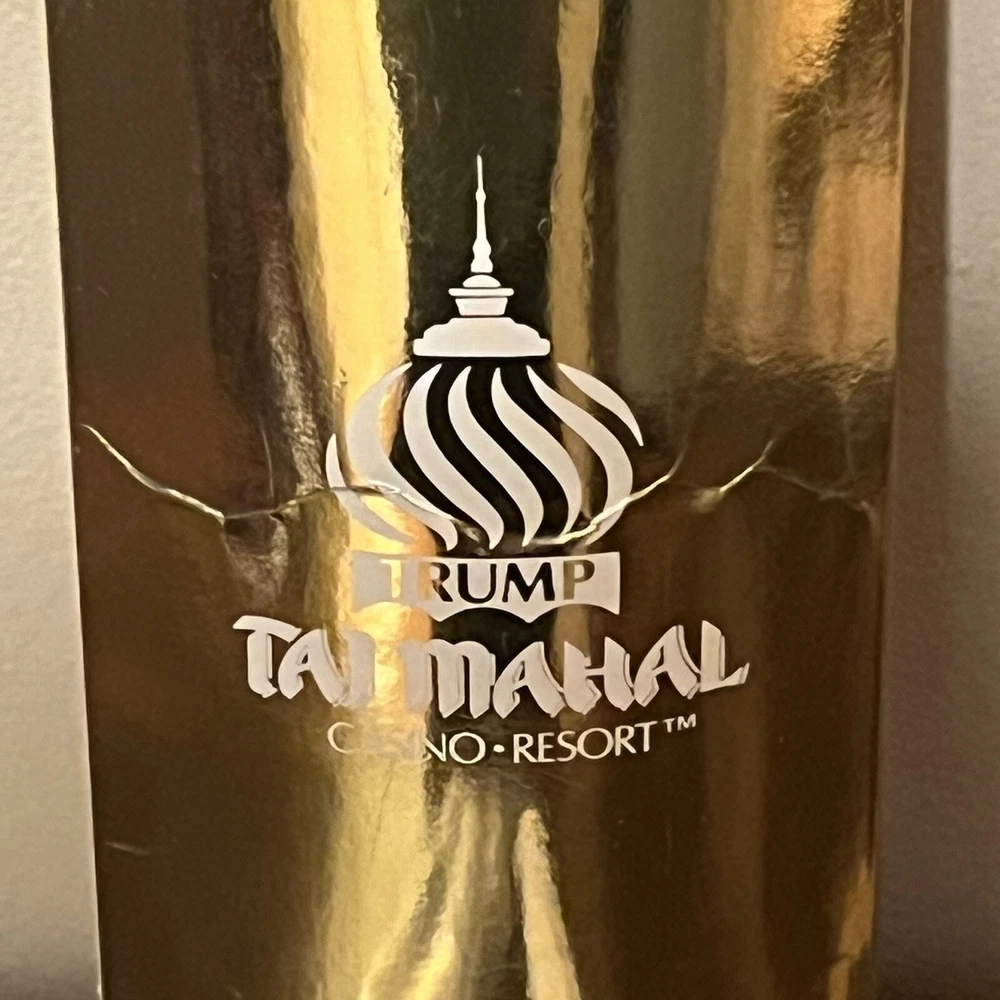 TRUMP
TAJ MAHAL
CASINO • RESORT™